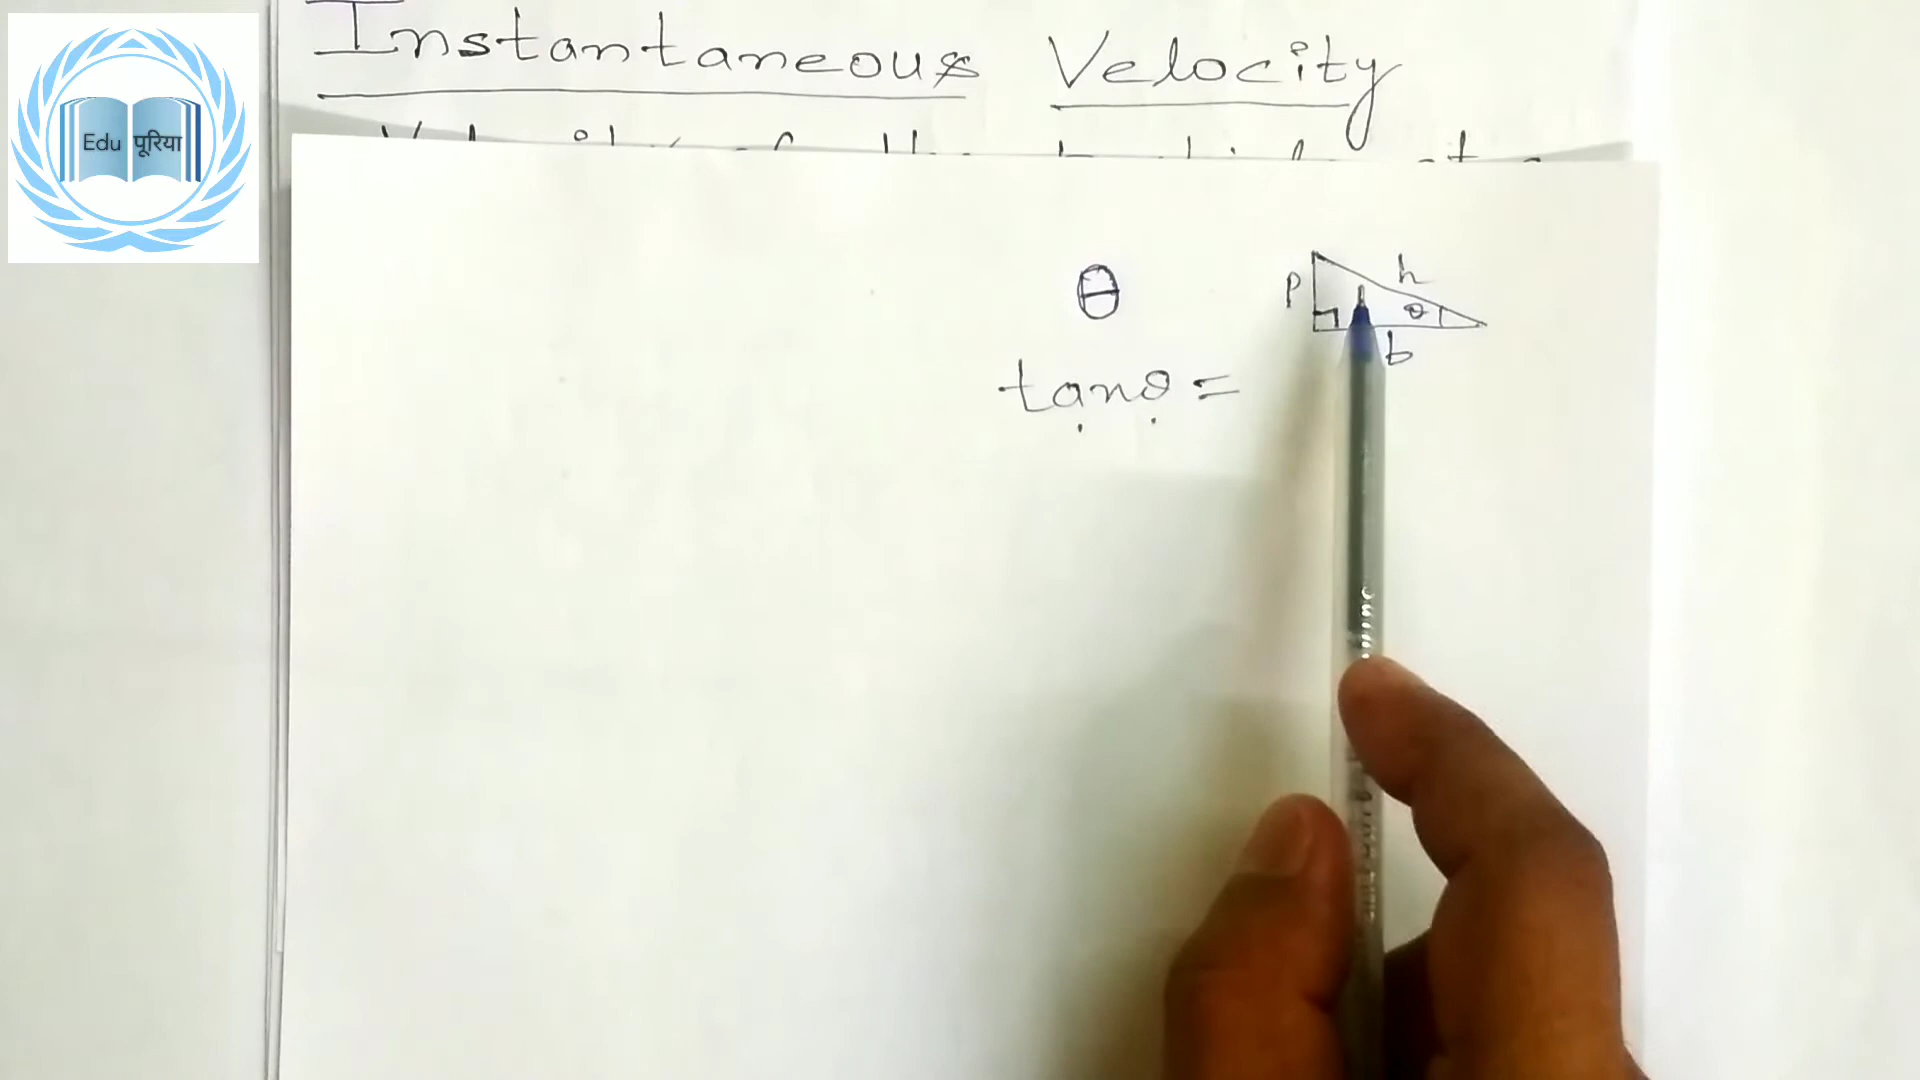 Instantaneous Velocity
Edu पूरिया
θ
h
P
θ
b
tanθ =